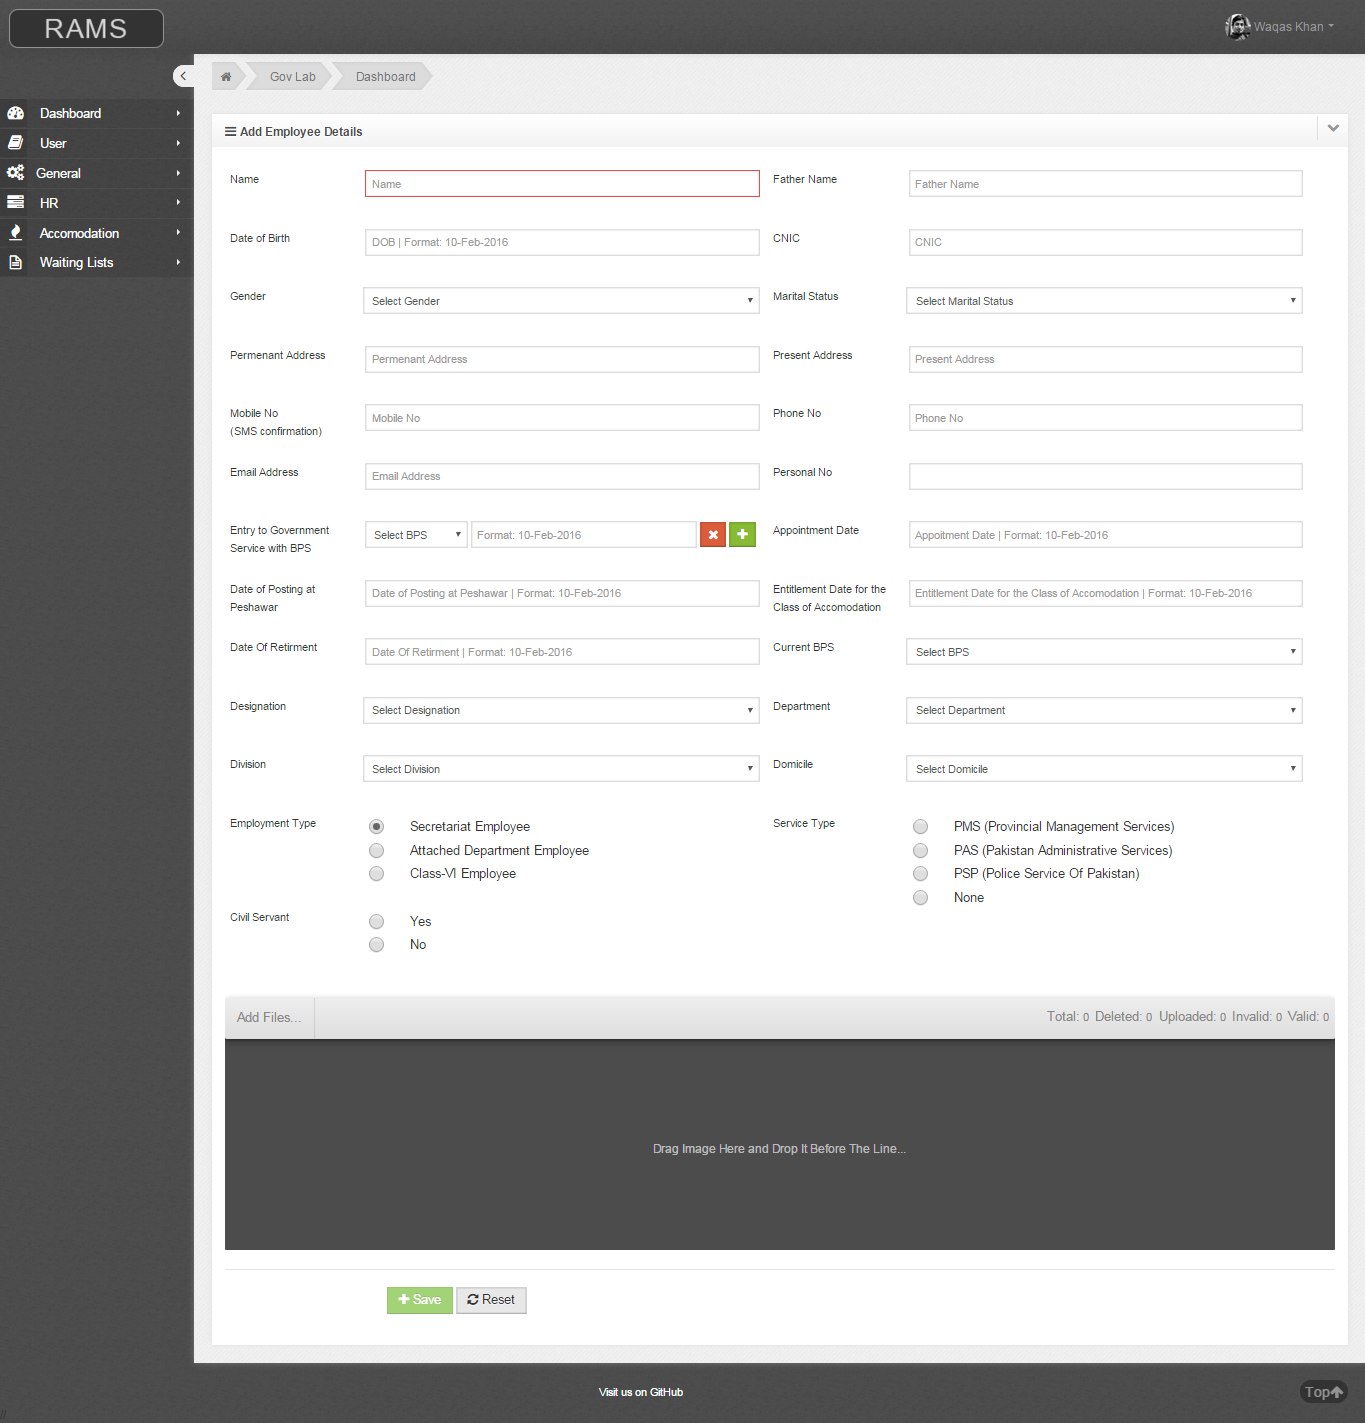 RAMS
Waqas Khan
Gov Lab
Dashboard
Dashboard
User
General
HR
Accomodation
Waiting Lists
Add Employee Details
Name
Name
Father Name
Father Name
Date of Birth
DOB | Format: 10-Feb-2016
CNIC
CNIC
Gender
Select Gender
Marital Status
Select Marital Status
Permenant Address
Permenant Address
Present Address
Present Address
Mobile No
(SMS confirmation)
Mobile No
Phone No
Phone No
Email Address
Email Address
Personal No
Entry to Government
Service with BPS
Select BPS
Format: 10-Feb-2016
Appointment Date
Appoitment Date | Format: 10-Feb-2016
Date of Posting at
Peshawar
Date of Posting at Peshawar | Format: 10-Feb-2016
Entitlement Date for the
Class of Accomodation
Entitlement Date for the Class of Accomodation | Format: 10-Feb-2016
Date Of Retirment
Date Of Retirment | Format: 10-Feb-2016
Current BPS
Select BPS
Designation
Select Designation
Department
Select Department
Division
Select Division
Domicile
Select Domicile
Employment Type
Secretariat Employee
Attached Department Employee
Class-VI Employee
Service Type
PMS (Provincial Management Services)
PAS (Pakistan Administrative Services)
PSP (Police Service Of Pakistan)
None
Civil Servant
Yes
No
Add Files...
Total: 0 Deleted: 0 Uploaded: 0 Invalid: 0 Valid: 0
Drag Image Here and Drop It Before The Line...
Save
Reset
Visit us on GitHub
Top
//